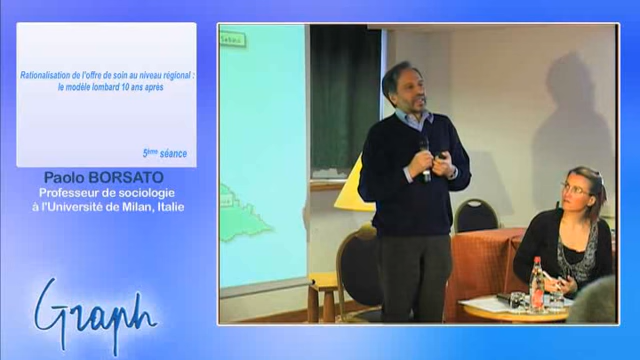 Rationalisation de l'offre de soin au niveau régional :
le modèle lombard 10 ans après
5ème séance
Paolo BORSATO
Professeur de sociologie
à l'Université de Milan, Italie
Graph